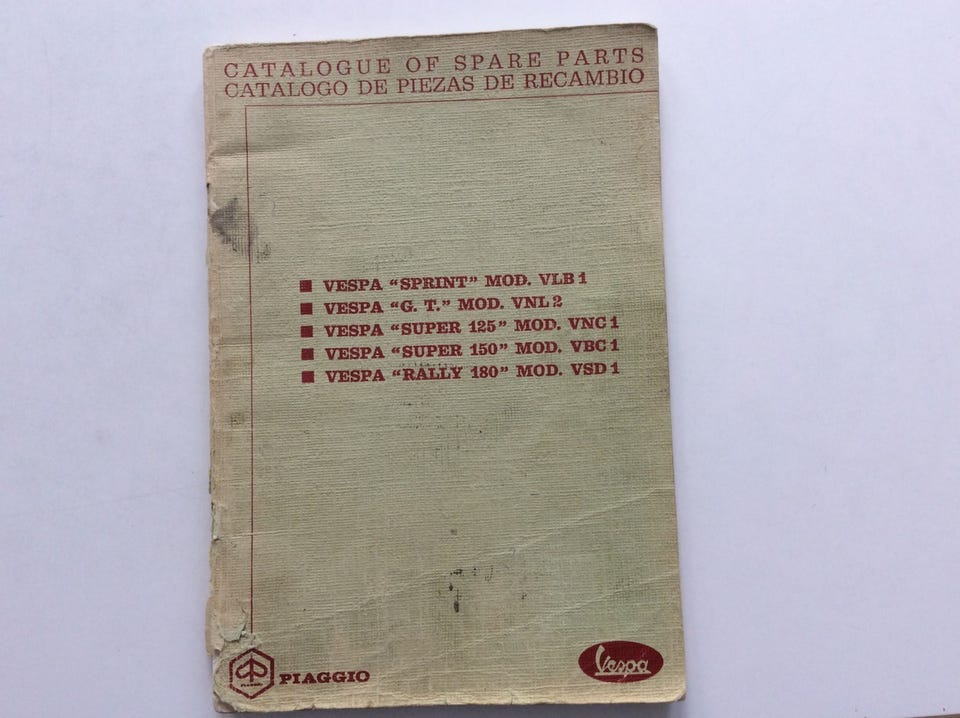 CATALOGUE OF SPARE PARTS
CATALOGO DE PIEZAS DE RECAMBIO
VESPA “SPRINT” MOD. VLB 1
VESPA “G. T.” MOD. VNL 2
VESPA “SUPER 125” MOD. VNC 1
VESPA “SUPER 150” MOD. VBC 1
VESPA “RALLY 180” MOD. VSD 1
PIAGGIO
Vespa